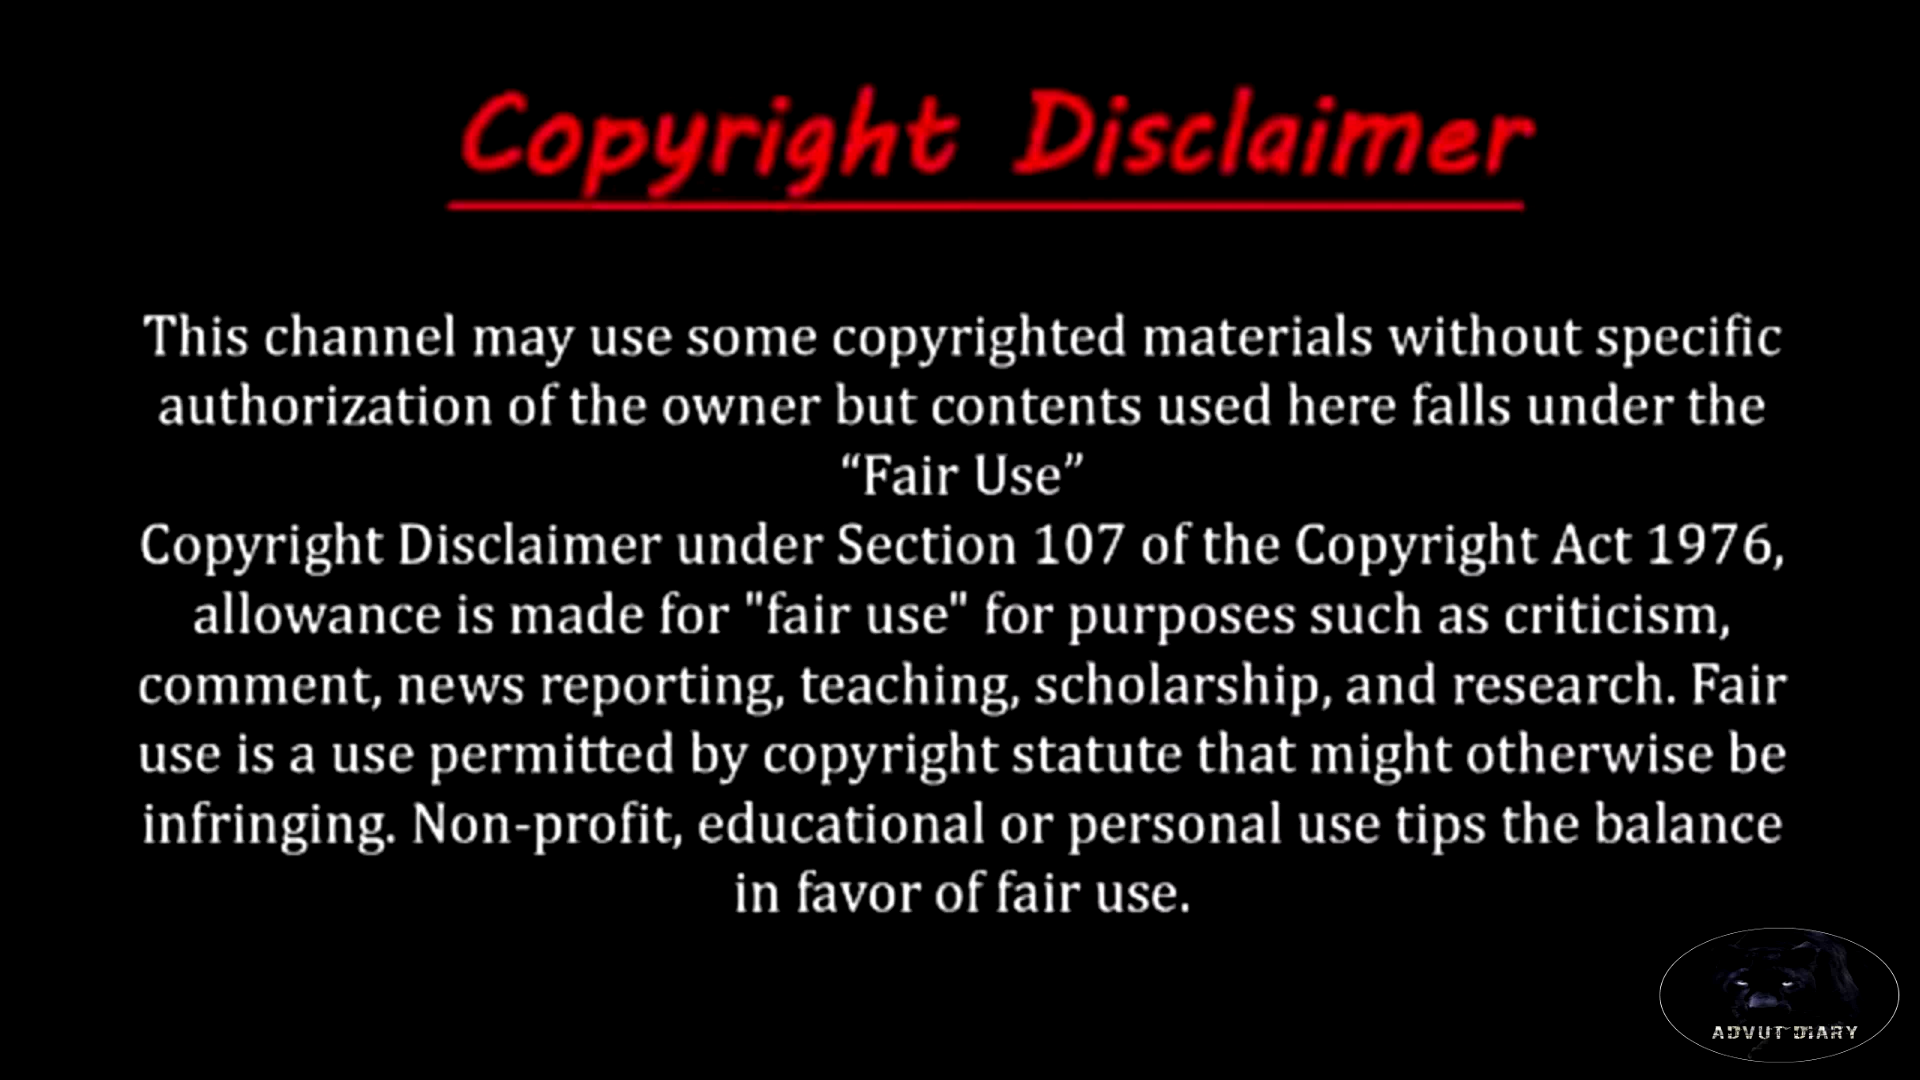 Copyright Disclaimer
This channel may use some copyrighted materials without specific
authorization of the owner but contents used here falls under the
“Fair Use”
Copyright Disclaimer under Section 107 of the Copyright Act 1976,
allowance is made for "fair use" for purposes such as criticism,
comment, news reporting, teaching, scholarship, and research. Fair
use is a use permitted by copyright statute that might otherwise be
infringing. Non-profit, educational or personal use tips the balance
in favor of fair use.
ADVUT DIARY